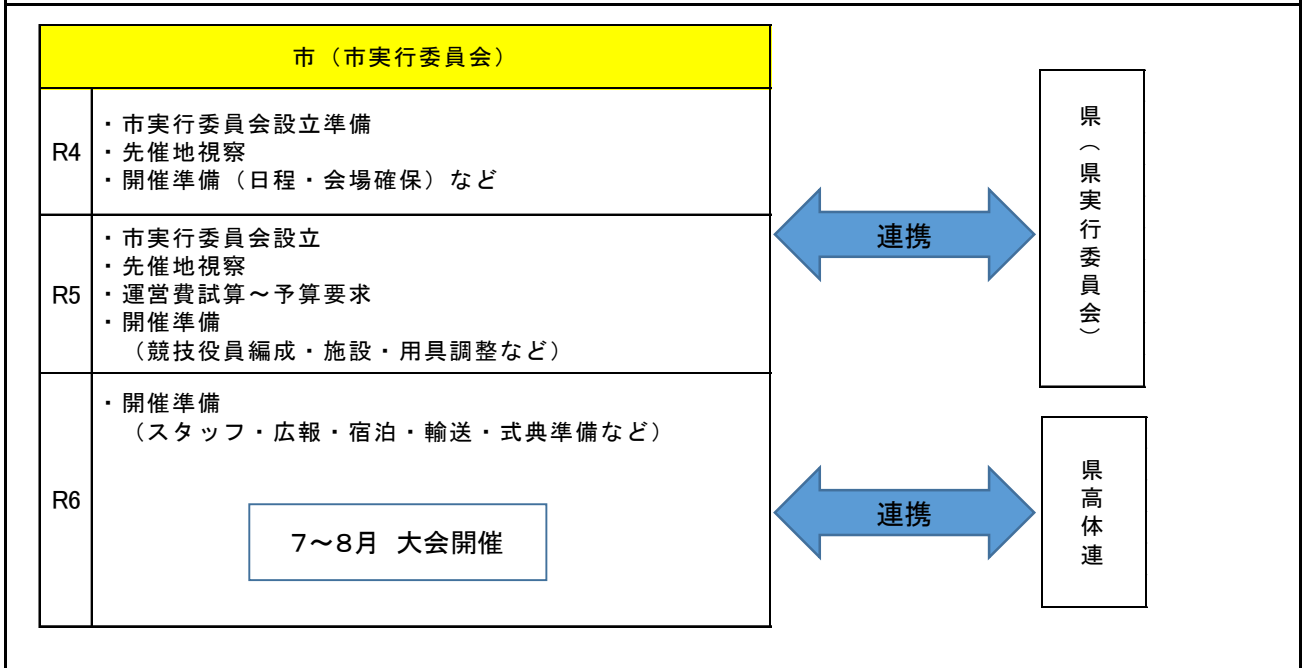 市（市実行委員会）
R4
・市実行委員会設立準備
・先催地視察
・開催準備（日程・会場確保）など
R5
・市実行委員会設立
・先催地視察
・運営費試算～予算要求
・開催準備
（競技役員編成・施設・用具調整など）
R6
・開催準備
（スタッフ・広報・宿泊・輸送・式典準備など）
７～８月　大会開催
連携
連携
県（県実行委員会）
県高体連